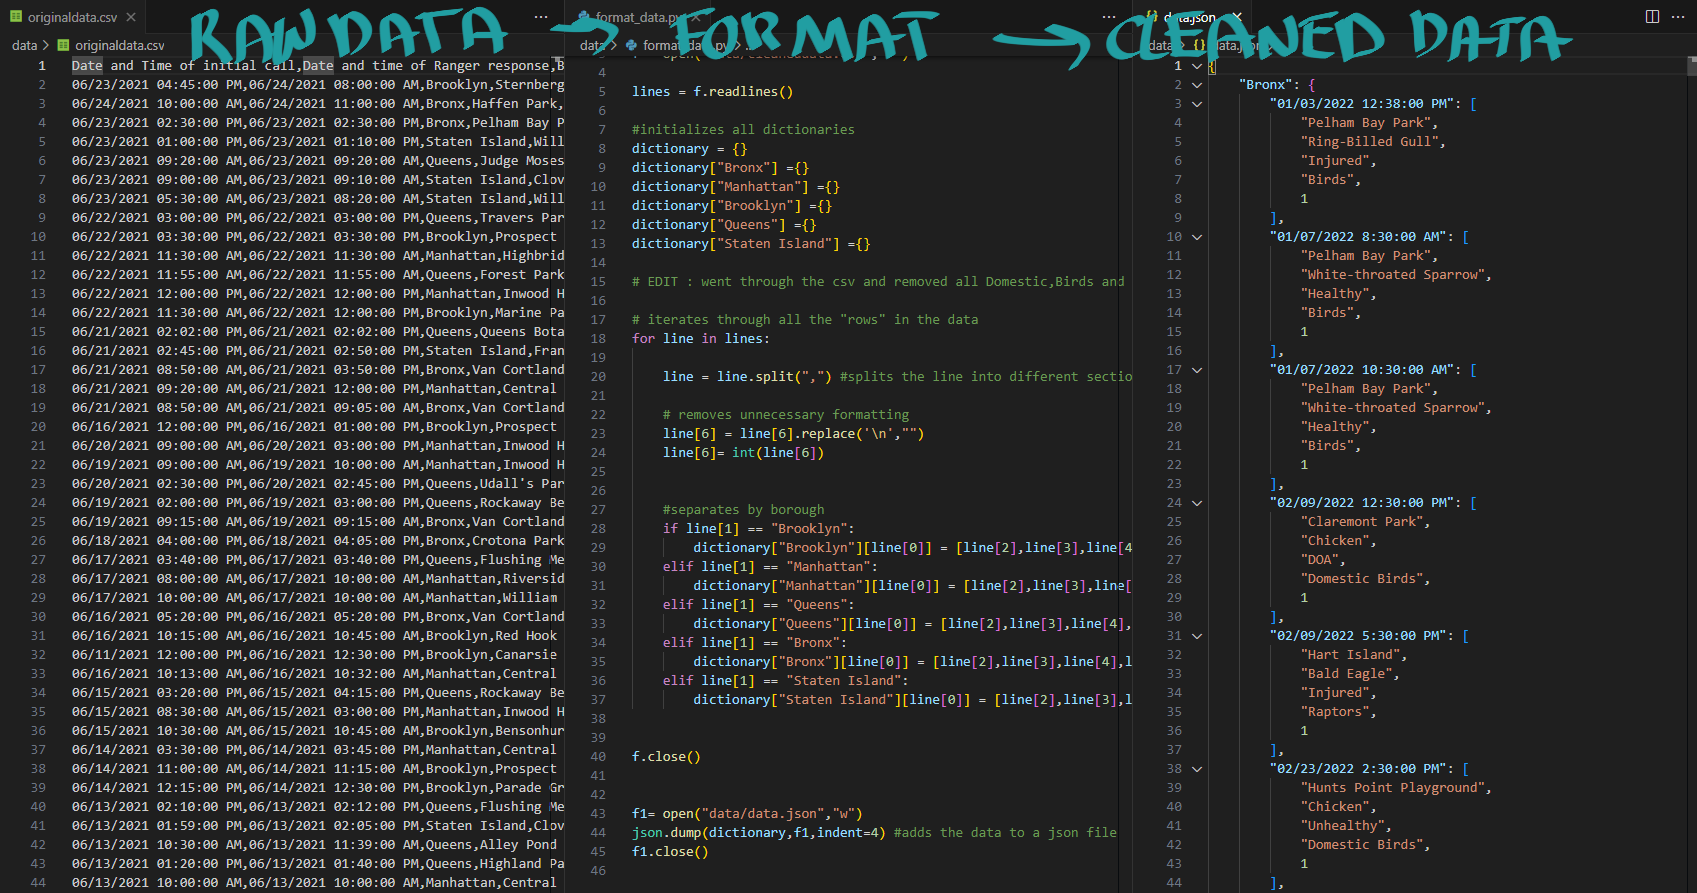 RAW DATA → FORMAT → CLEANED DATA
originaldata.csv
data > originaldata.csv
1 Date and Time of initial call,Date and time of Ranger response,B
2 06/23/2021 04:45:00 PM,06/24/2021 08:00:00 AM,Brooklyn,Sternberg
3 06/24/2021 10:00:00 AM,06/24/2021 11:00:00 AM,Bronx,Haffen Park,
4 06/23/2021 02:30:00 PM,06/23/2021 02:30:00 PM,Bronx,Pelham Bay P
5 06/23/2021 01:00:00 PM,06/23/2021 01:10:00 PM,Staten Island,Will
6 06/23/2021 09:20:00 AM,06/23/2021 09:20:00 AM,Queens,Judge Moses
7 06/23/2021 09:00:00 AM,06/23/2021 09:10:00 AM,Staten Island,Clov
8 06/23/2021 05:30:00 AM,06/23/2021 08:20:00 AM,Staten Island,Will
9 06/22/2021 03:00:00 PM,06/22/2021 03:00:00 PM,Queens,Travers Par
10 06/22/2021 03:30:00 PM,06/22/2021 03:30:00 PM,Brooklyn,Prospect
11 06/22/2021 11:30:00 AM,06/22/2021 11:30:00 AM,Manhattan,Highbrid
12 06/22/2021 11:55:00 AM,06/22/2021 11:55:00 AM,Queens,Forest Park
13 06/22/2021 12:00:00 PM,06/22/2021 12:00:00 PM,Manhattan,Inwood H
14 06/22/2021 11:30:00 AM,06/22/2021 12:00:00 PM,Brooklyn,Marine Pa
15 06/21/2021 02:02:00 PM,06/21/2021 02:02:00 PM,Queens,Queens Bota
16 06/21/2021 02:45:00 PM,06/21/2021 02:50:00 PM,Staten Island,Fran
17 06/21/2021 08:50:00 AM,06/21/2021 03:50:00 PM,Bronx,Van Cortland
18 06/21/2021 09:20:00 AM,06/21/2021 12:00:00 PM,Manhattan,Central
19 06/21/2021 08:50:00 AM,06/21/2021 09:05:00 AM,Bronx,Van Cortland
20 06/16/2021 12:00:00 PM,06/16/2021 01:00:00 PM,Brooklyn,Prospect
21 06/20/2021 09:00:00 AM,06/20/2021 03:00:00 PM,Manhattan,Inwood H
22 06/19/2021 09:00:00 AM,06/19/2021 10:00:00 AM,Manhattan,Inwood H
23 06/20/2021 02:30:00 PM,06/20/2021 02:45:00 PM,Queens,Udall's Par
24 06/19/2021 02:00:00 PM,06/19/2021 03:00:00 PM,Queens,Rockaway Be
25 06/19/2021 09:15:00 AM,06/19/2021 09:15:00 AM,Bronx,Van Cortland
26 06/18/2021 04:00:00 PM,06/18/2021 04:05:00 PM,Bronx,Crotona Park
27 06/17/2021 03:40:00 PM,06/17/2021 03:40:00 PM,Queens,Flushing Me
28 06/17/2021 08:00:00 AM,06/17/2021 10:00:00 AM,Manhattan,Riversid
29 06/17/2021 10:00:00 AM,06/17/2021 10:00:00 AM,Manhattan,William
30 06/16/2021 05:20:00 PM,06/16/2021 05:20:00 PM,Bronx,Van Cortland
31 06/16/2021 10:15:00 AM,06/16/2021 10:45:00 AM,Brooklyn,Red Hook
32 06/11/2021 12:00:00 PM,06/16/2021 12:30:00 PM,Brooklyn,Canarsie
33 06/16/2021 10:13:00 AM,06/16/2021 10:32:00 AM,Manhattan,Central
34 06/15/2021 03:20:00 PM,06/15/2021 04:15:00 PM,Queens,Rockaway Be
35 06/15/2021 08:30:00 AM,06/15/2021 03:00:00 PM,Manhattan,Inwood H
36 06/15/2021 10:30:00 AM,06/15/2021 10:45:00 AM,Brooklyn,Bensonhur
37 06/14/2021 03:30:00 PM,06/14/2021 03:45:00 PM,Manhattan,Central
38 06/14/2021 11:00:00 AM,06/14/2021 11:15:00 AM,Brooklyn,Prospect
39 06/14/2021 12:15:00 PM,06/14/2021 12:30:00 PM,Brooklyn,Parade Gr
40 06/13/2021 02:10:00 PM,06/13/2021 02:12:00 PM,Queens,Flushing Me
41 06/13/2021 01:59:00 PM,06/13/2021 02:05:00 PM,Staten Island,Clov
42 06/13/2021 10:30:00 AM,06/13/2021 11:39:00 AM,Queens,Alley Pond
43 06/13/2021 01:20:00 PM,06/13/2021 01:40:00 PM,Queens,Highland Pa
44 06/13/2021 10:00:00 AM,06/13/2021 10:00:00 AM,Manhattan,Central
format_data.py
data > format_data.py > ...
4
5 lines = f.readlines()
6
7 #initializes all dictionaries
8 dictionary = {}
9 dictionary["Bronx"] ={}
10 dictionary["Manhattan"] ={}
11 dictionary["Brooklyn"] ={}
12 dictionary["Queens"] ={}
13 dictionary["Staten Island"] ={}
14
15 # EDIT : went through the csv and removed all Domestic,Birds and
16
17 # iterates through all the "rows" in the data
18 for line in lines:
19
20 line = line.split(",") #splits the line into different sectio
21
22 # removes unnecessary formatting
23 line[6] = line[6].replace('\n',"")
24 line[6]= int(line[6])
25
26
27 #separates by borough
28 if line[1] == "Brooklyn":
29 dictionary["Brooklyn"][line[0]] = [line[2],line[3],line[4
30 elif line[1] == "Manhattan":
31 dictionary["Manhattan"][line[0]] = [line[2],line[3],line[
32 elif line[1] == "Queens":
33 dictionary["Queens"][line[0]] = [line[2],line[3],line[4],
34 elif line[1] == "Bronx":
35 dictionary["Bronx"][line[0]] = [line[2],line[3],line[4],l
36 elif line[1] == "Staten Island":
37 dictionary["Staten Island"][line[0]] = [line[2],line[3],l
38
39
40 f.close()
41
42
43 f1= open("data/data.json","w")
44 json.dump(dictionary,f1,indent=4) #adds the data to a json file
45 f1.close()
46
data.json
data > {} data.json
1 {
2 "Bronx": {
3 "01/03/2022 12:38:00 PM": [
4 "Pelham Bay Park",
5 "Ring-Billed Gull",
6 "Injured",
7 "Birds",
8 1
9 ],
10 "01/07/2022 8:30:00 AM": [
11 "Pelham Bay Park",
12 "White-throated Sparrow",
13 "Healthy",
14 "Birds",
15 1
16 ],
17 "01/07/2022 10:30:00 AM": [
18 "Pelham Bay Park",
19 "White-throated Sparrow",
20 "Healthy",
21 "Birds",
22 1
23 ],
24 "02/09/2022 12:30:00 PM": [
25 "Claremont Park",
26 "Chicken",
27 "DOA",
28 "Domestic Birds",
29 1
30 ],
31 "02/09/2022 5:30:00 PM": [
32 "Hart Island",
33 "Bald Eagle",
34 "Injured",
35 "Raptors",
36 1
37 ],
38 "02/23/2022 2:30:00 PM": [
39 "Hunts Point Playground",
40 "Chicken",
41 "Unhealthy",
42 "Domestic Birds",
43 1
44 ],